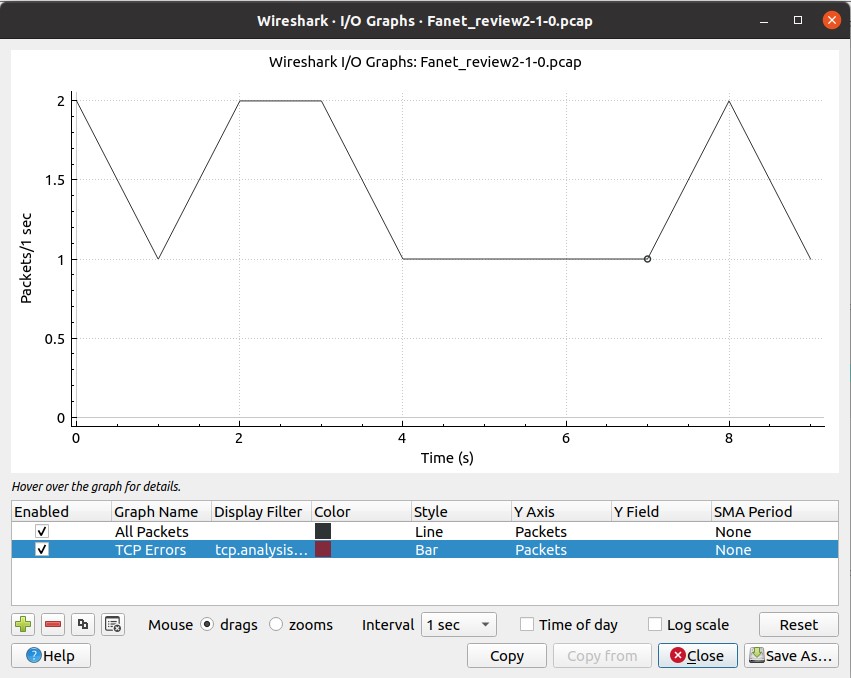 Wireshark · I/O Graphs · Fanet_review2-1-0.pcap
Wireshark I/O Graphs: Fanet_review2-1-0.pcap
2
1.5
1
0.5
0
Packets/1 sec
0 2 4 6 8
Time (s)
Hover over the graph for details.
Enabled Graph Name Display Filter Color Style Y Axis Y Field SMA Period
All Packets Line Packets None
TCP Errors tcp.analysis... Bar Packets None
Mouse drags zooms Interval 1 sec Time of day Log scale Reset
Help Copy Copy from Close Save As...